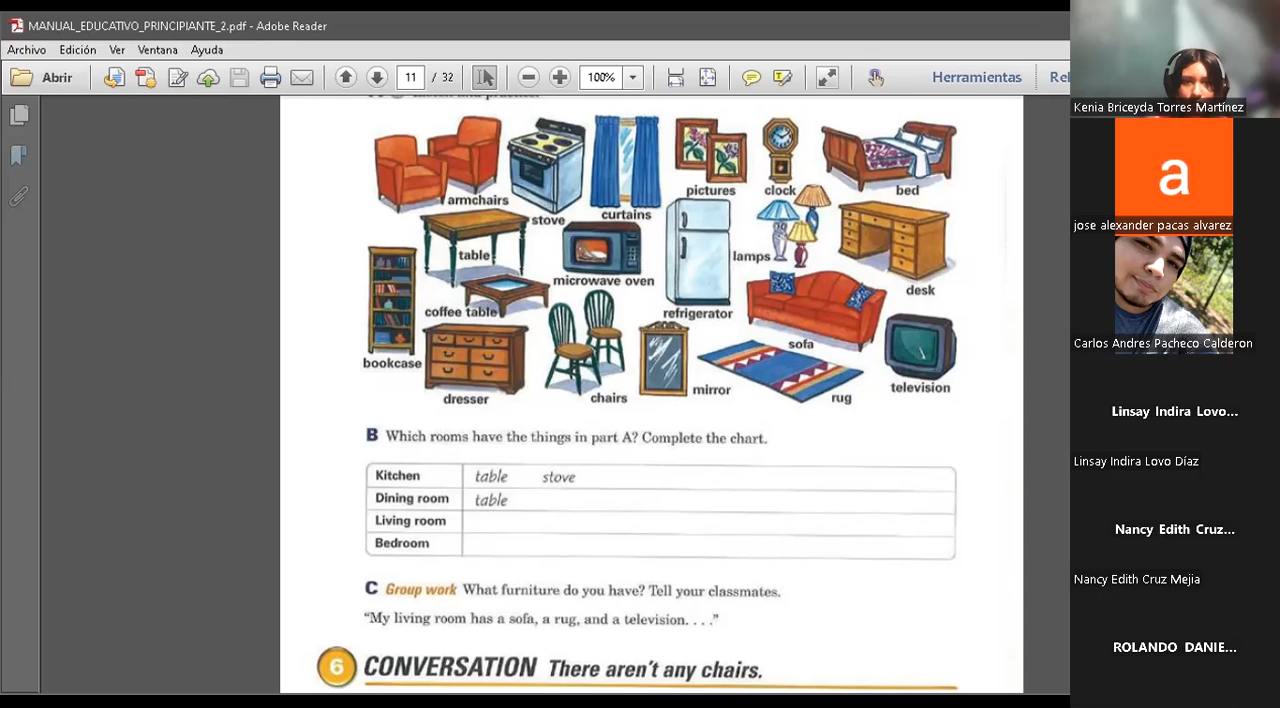 MANUAL_EDUCATIVO_PRINCIPIANTE_2.pdf - Adobe Reader
Archivo Edición Ver Ventana Ayuda
Abrir 11 / 32 100% Herramientas
armchairs
stove
curtains
pictures
clock
bed
table
microwave oven
lamps
desk
coffee table
refrigerator
sofa
bookcase
dresser
chairs
mirror
rug
television
B Which rooms have the things in part A? Complete the chart.
Kitchen table stove
Dining room table
Living room
Bedroom
C Group work What furniture do you have? Tell your classmates.
“My living room has a sofa, a rug, and a television. . . .”
6 CONVERSATION There aren't any chairs.
Kenia Briceyda Torres Martínez
a
jose alexander pacas alvarez
Carlos Andres Pacheco Calderon
Linsay Indira Lovo...
Linsay Indira Lovo Díaz
Nancy Edith Cruz...
Nancy Edith Cruz Mejia
ROLANDO DANIE...